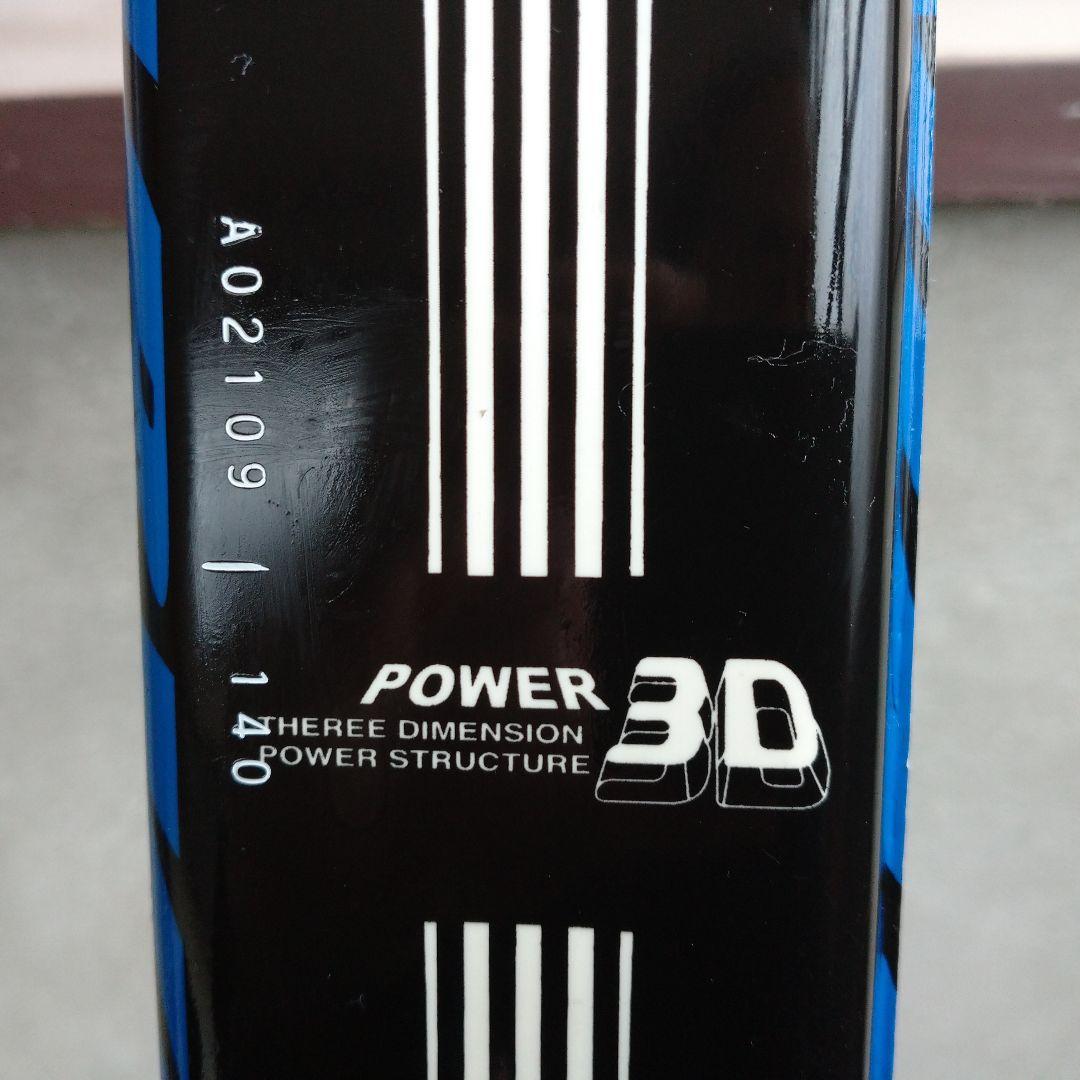 A02109 | 140
POWER 3D
THEREE DIMENSION
POWER STRUCTURE